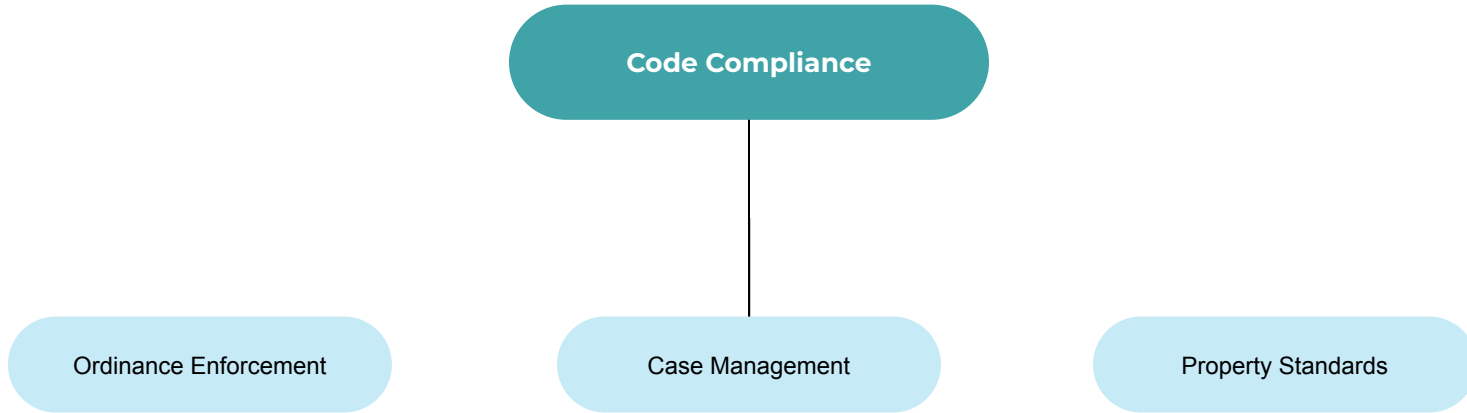 Code Compliance
Ordinance Enforcement
Case Management
Property Standards